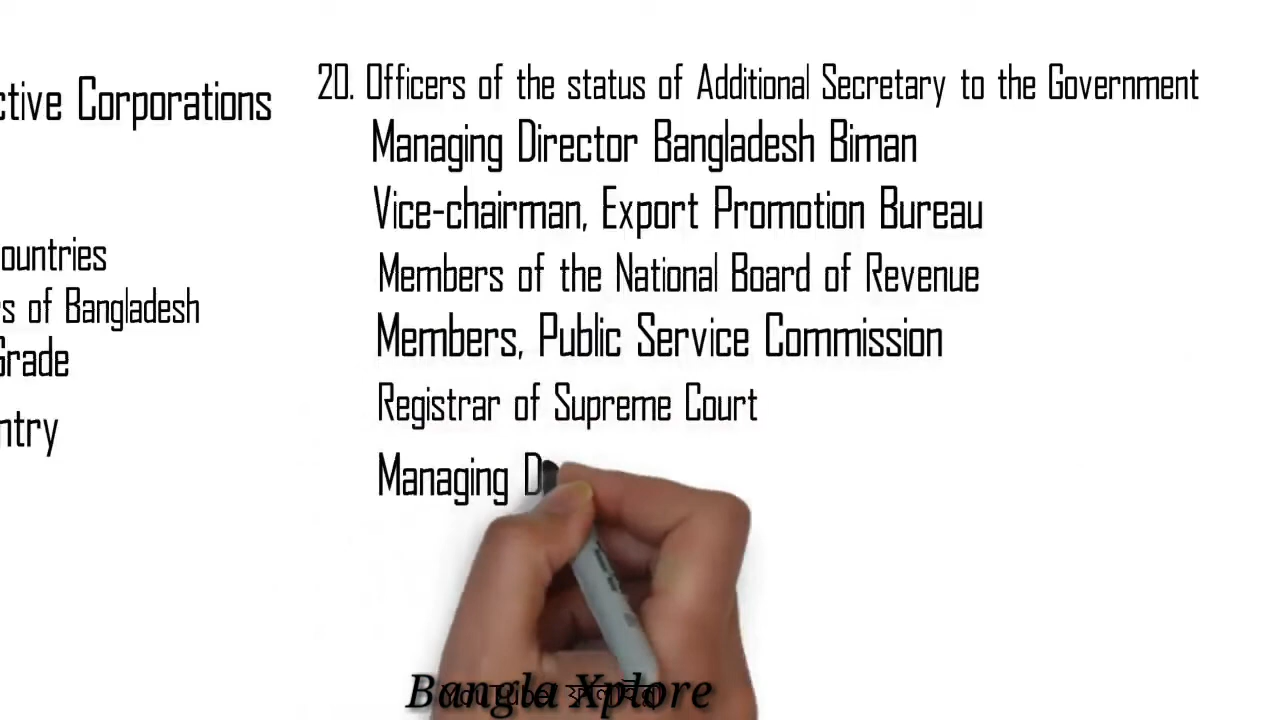 ctive Corporations
ountries
s of Bangladesh
Grade
ntry
20. Officers of the status of Additional Secretary to the Government
Managing Director Bangladesh Biman
Vice-chairman, Export Promotion Bureau
Members of the National Board of Revenue
Members, Public Service Commission
Registrar of Supreme Court
Managing D
Bangla Xplore
YouTube